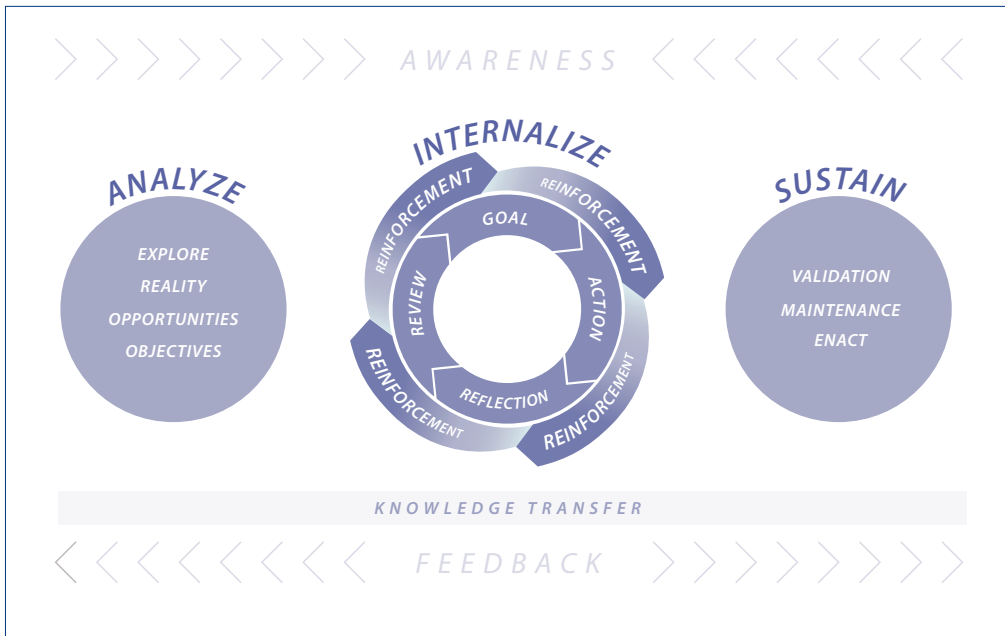 AWARENESS
ANALYZE
EXPLORE
REALITY
OPPORTUNITIES
OBJECTIVES
INTERNALIZE
REINFORCEMENT
REINFORCEMENT
REINFORCEMENT
REINFORCEMENT
GOAL
ACTION
REFLECTION
REVIEW
SUSTAIN
VALIDATION
MAINTENANCE
ENACT
KNOWLEDGE TRANSFER
FEEDBACK